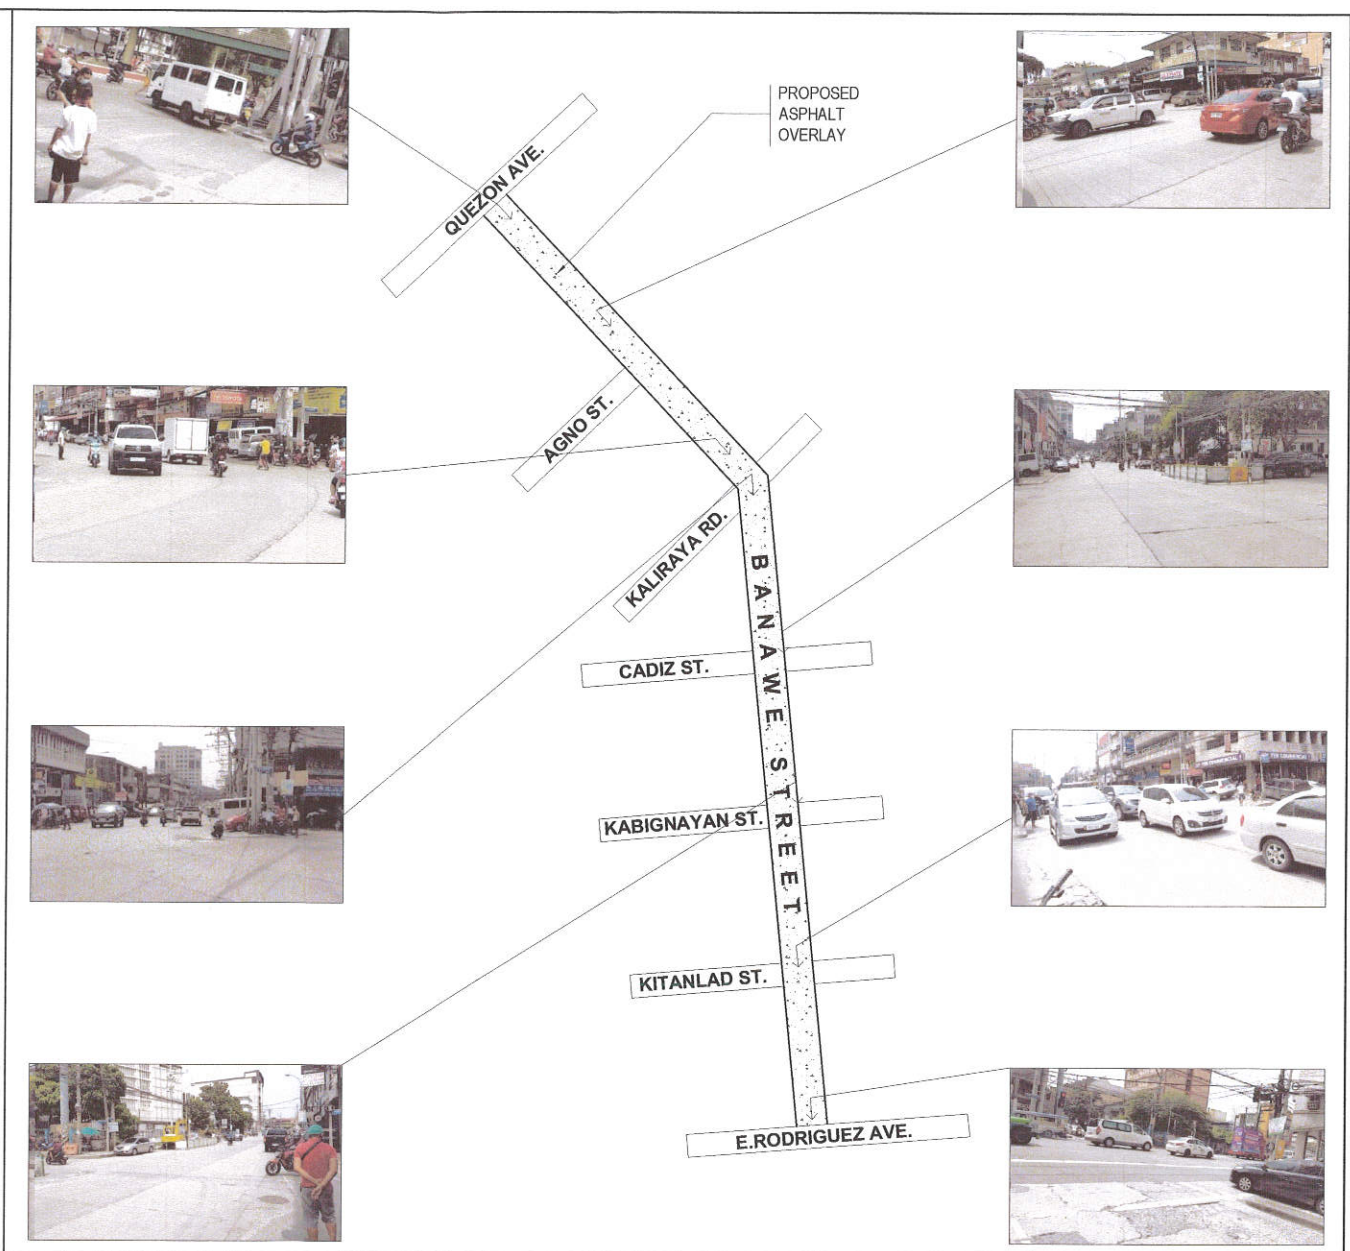 PROPOSED
ASPHALT
OVERLAY
QUEZON AVE.
AGNO ST.
KALIRAYA RD.
BANAWE STREET
CADIZ ST.
KABIGNAYAN ST.
KITANLAD ST.
E.RODRIGUEZ AVE.